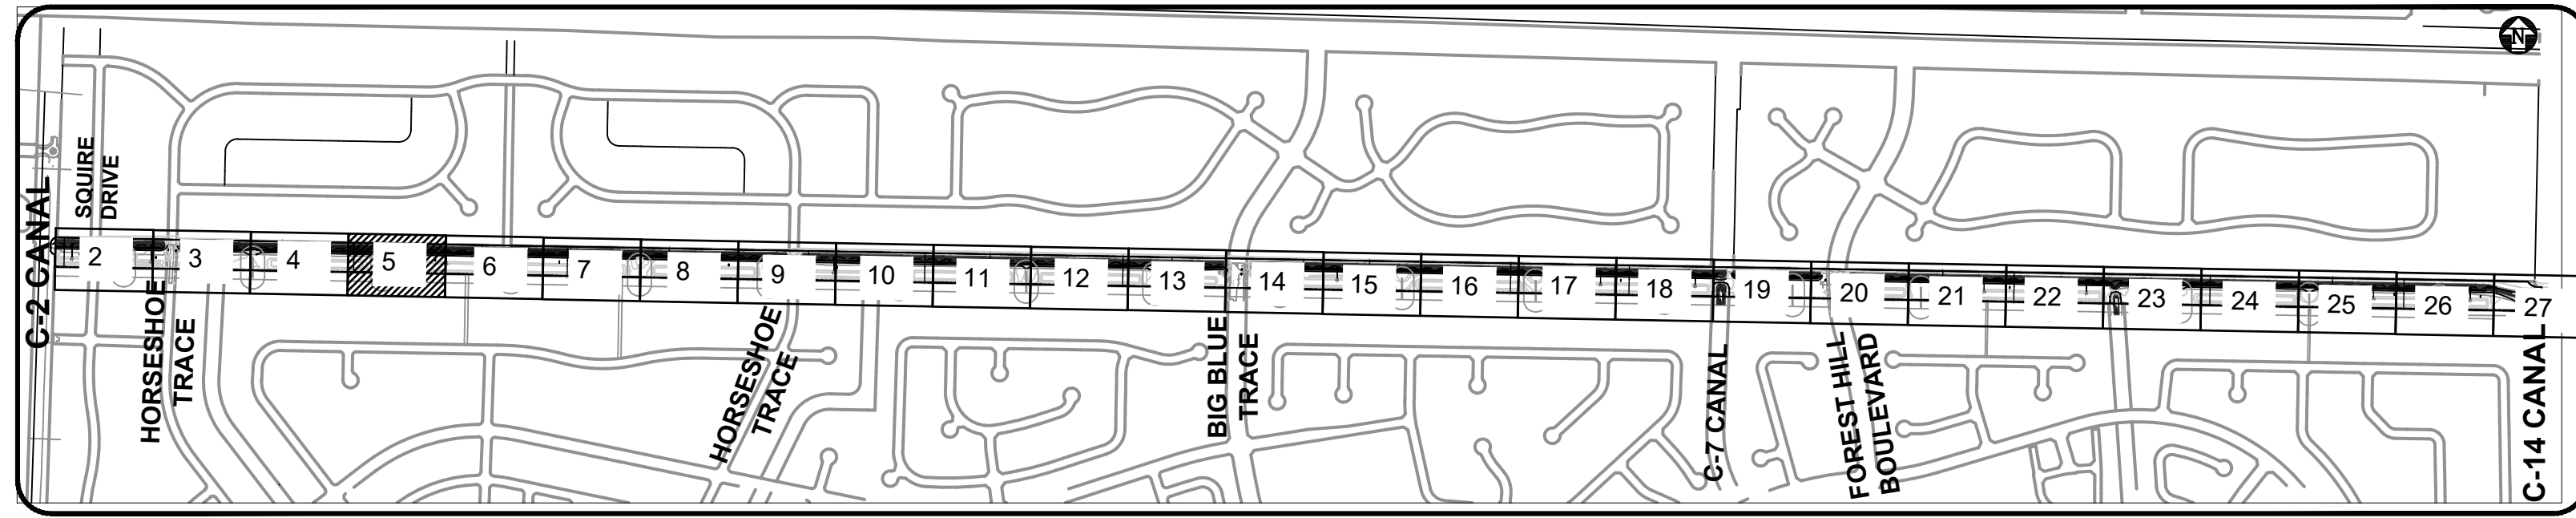 N
SQUIRE
DRIVE
C-2 CANAL
2
3
4
5
6
7
8
9
10
11
12
13
14
15
16
17
18
19
20
21
22
23
24
25
26
27
HORSESHOE
TRACE
HORSESHOE
TRACE
BIG BLUE
TRACE
C-7 CANAL
FOREST HILL
BOULEVARD
C-14 CANAL